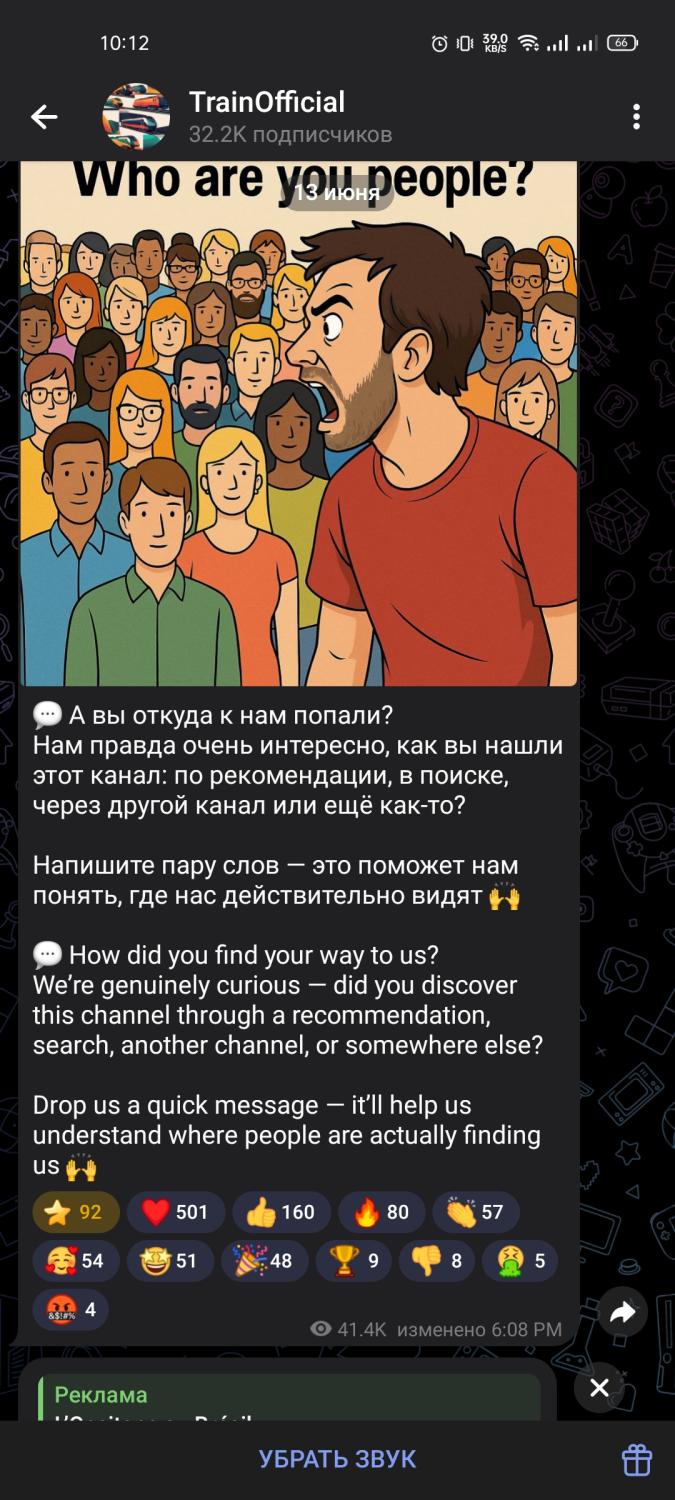 10:12
39.0
KB/S
66
TrainOfficial
32.2K подписчиков
Who are you people?
13 июня
💬 А вы откуда к нам попали?
Нам правда очень интересно, как вы нашли
этот канал: по рекомендации, в поиске,
через другой канал или ещё как-то?
Напишите пару слов — это поможет нам
понять, где нас действительно видят 🙌
💬 How did you find your way to us?
We’re genuinely curious — did you discover
this channel through a recommendation,
search, another channel, or somewhere else?
Drop us a quick message — it’ll help us
understand where people are actually finding
us 🙌
⭐ 92 ❤️ 501 👍 160 🔥 80 👏 57
🥰 54 🤩 51 🎉 48 🏆 9 👎 8 🤮 5
🤬 4
41.4K изменено 6:08 PM
Реклама
УБРАТЬ ЗВУК